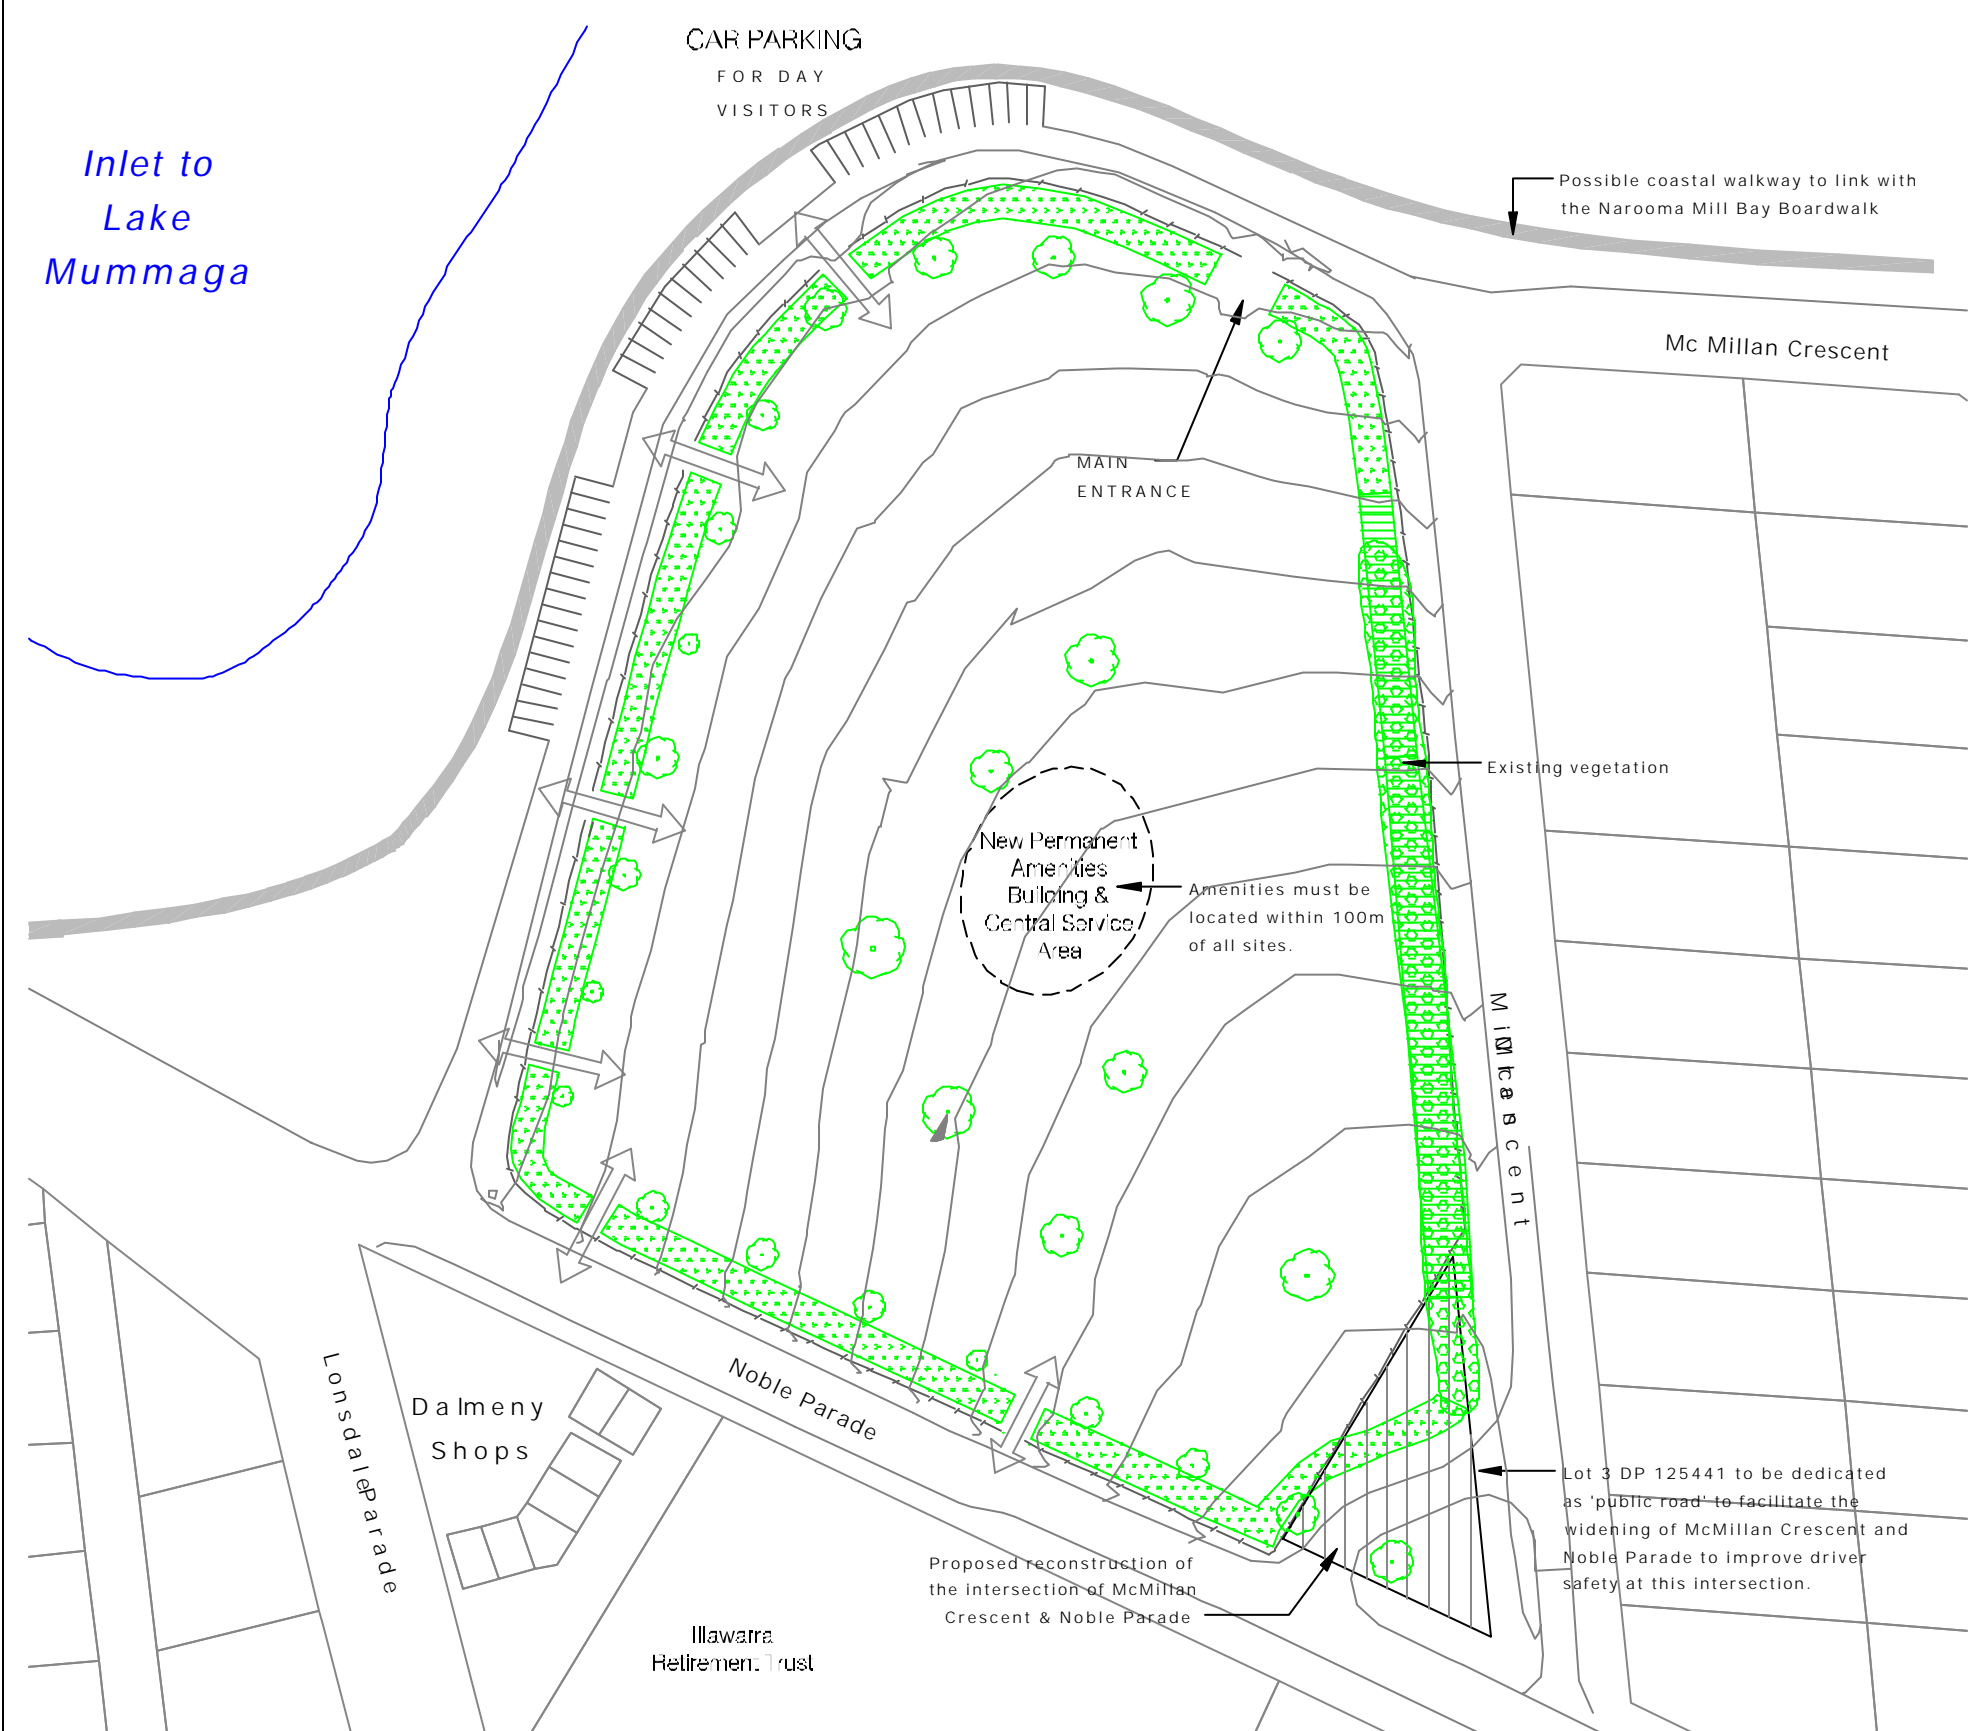 CAR PARKING
FOR DAY
VISITORS
Inlet to
Lake
Mummaga
Possible coastal walkway to link with
the Narooma Mill Bay Boardwalk
Mc Millan Crescent
MAIN
ENTRANCE
Existing vegetation
New Permanent
Amenities
Building &
Central Service
Area
Amenities must be
located within 100m
of all sites.
Noble Parade
Lonsdale Parade
Dalmeny
Shops
Lot 3 DP 125441 to be dedicated
as 'public road' to facilitate the
widening of McMillan Crescent and
Noble Parade to improve driver
safety at this intersection.
Proposed reconstruction of
the intersection of McMillan
Crescent & Noble Parade
Illawarra
Retirement Trust